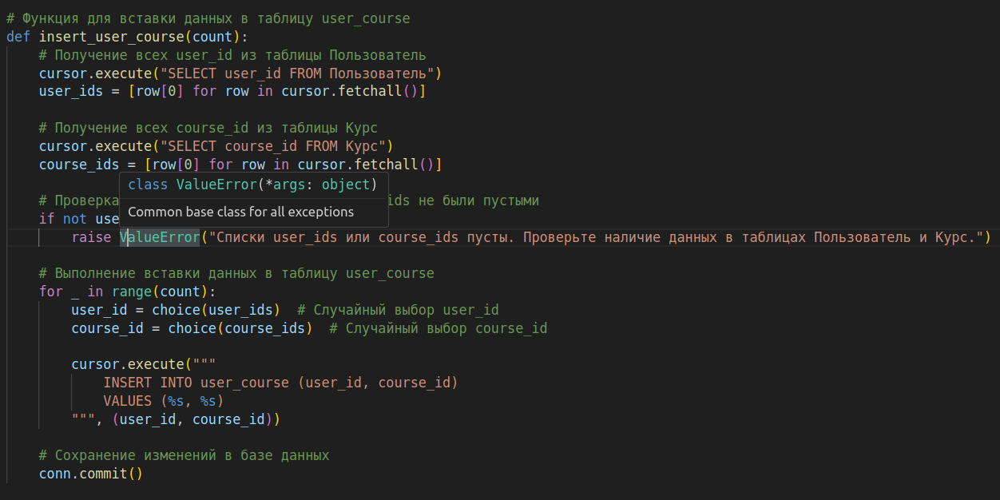 # Функция для вставки данных в таблицу user_course
def insert_user_course(count):
# Получение всех user_id из таблицы Пользователь
cursor.execute("SELECT user_id FROM Пользователь")
user_ids = [row[0] for row in cursor.fetchall()]
# Получение всех course_id из таблицы Курс
cursor.execute("SELECT course_id FROM Курс")
course_ids = [row[0] for row in cursor.fetchall()]
class ValueError(*args: object)
# Проверка ids не были пустыми
Common base class for all exceptions
if not use
raise ValueError("Списки user_ids или course_ids пусты. Проверьте наличие данных в таблицах Пользователь и Курс.")
# Выполнение вставки данных в таблицу user_course
for _ in range(count):
user_id = choice(user_ids)  # Случайный выбор user_id
course_id = choice(course_ids)  # Случайный выбор course_id
cursor.execute("""
INSERT INTO user_course (user_id, course_id)
VALUES (%s, %s)
""", (user_id, course_id))
# Сохранение изменений в базе данных
conn.commit()